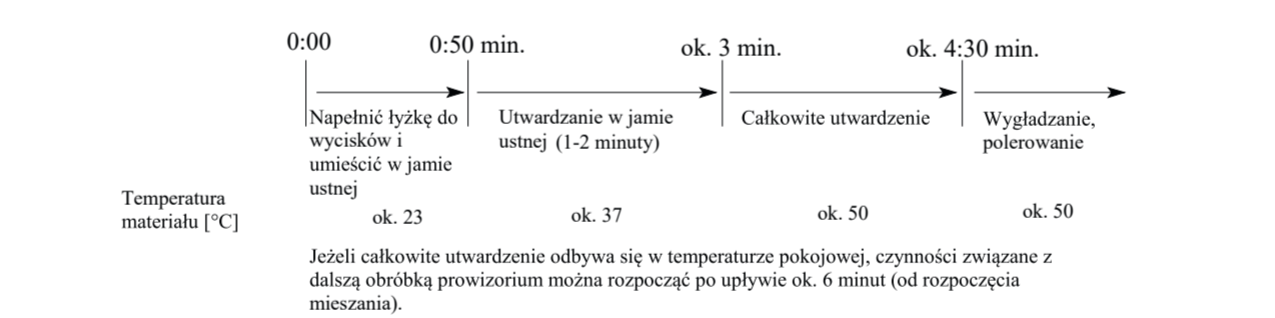 0:00
0:50 min.
ok. 3 min.
ok. 4:30 min.
Napełnić łyżkę do
wycisków i
umieścić w jamie
ustnej
Utwardzanie w jamie
ustnej (1-2 minuty)
Całkowite utwardzenie
Wygładzanie,
polerowanie
Temperatura
materiału [°C]
ok. 23
ok. 37
ok. 50
ok. 50
Jeżeli całkowite utwardzenie odbywa się w temperaturze pokojowej, czynności związane z
dalszą obróbką prowizorium można rozpocząć po upływie ok. 6 minut (od rozpoczęcia
mieszania).